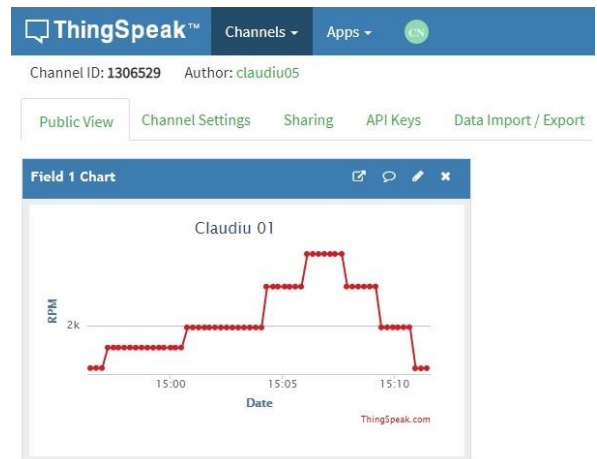 ThingSpeak™ Channels Apps CN
Channel ID: 1306529 Author: claudiu05
Public View Channel Settings Sharing API Keys Data Import / Export
Field 1 Chart
Claudiu 01
RPM
2k
15:00 15:05 15:10
Date
ThingSpeak.com